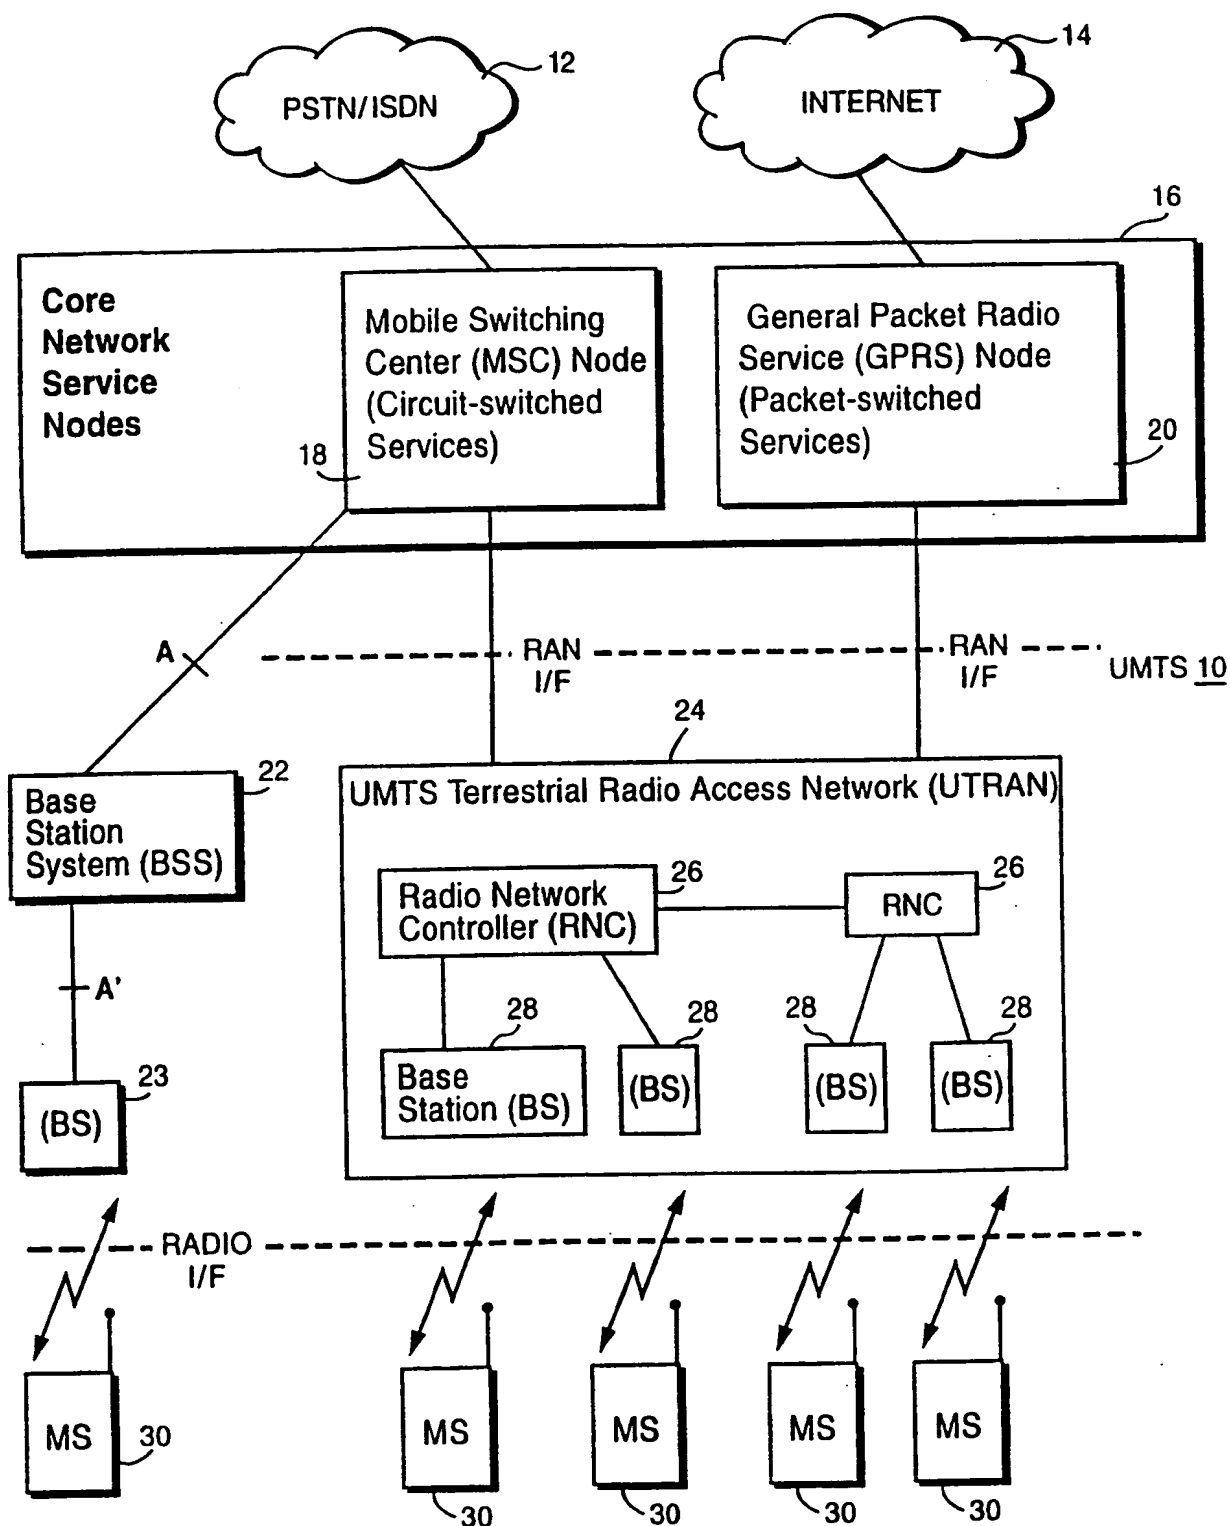 12
14
PSTN/ISDN
INTERNET
16
Core
Network
Service
Nodes
Mobile Switching
Center (MSC) Node
(Circuit-switched
Services)
18
General Packet Radio
Service (GPRS) Node
(Packet-switched
Services)
20
A
RAN
I/F
RAN
I/F
UMTS 10
24
22
Base
Station
System (BSS)
UMTS Terrestrial Radio Access Network (UTRAN)
Radio Network
Controller (RNC)
26
RNC
26
A'
28
28
28
28
23
(BS)
Base
Station (BS)
(BS)
(BS)
(BS)
RADIO
I/F
MS
30
MS
30
MS
30
MS
30
MS
30